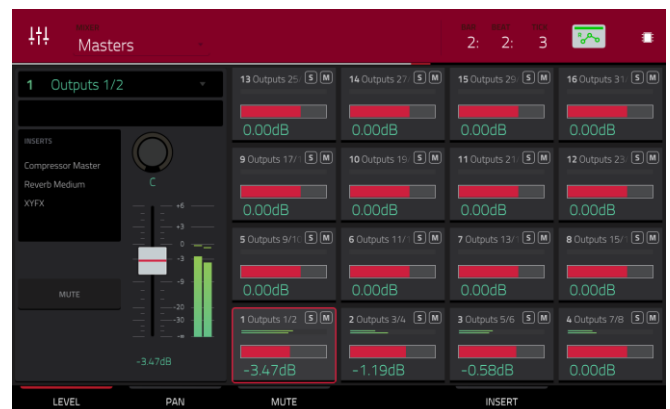 MIXER
Masters
BAR BEAT TICK
2: 2: 3
1 Outputs 1/2
INSERTS
Compressor Master
Reverb Medium
XYFX
C
+6
+3
0
-3
-9
-20
-30
-∞
MUTE
-3.47dB
13 Outputs 25 S M
0.00dB
14 Outputs 27 S M
0.00dB
15 Outputs 29 S M
0.00dB
16 Outputs 31 S M
0.00dB
9 Outputs 17/ S M
0.00dB
10 Outputs 19 S M
0.00dB
11 Outputs 21 S M
0.00dB
12 Outputs 23 S M
0.00dB
5 Outputs 9/10 S M
0.00dB
6 Outputs 11/ S M
0.00dB
7 Outputs 13/ S M
0.00dB
8 Outputs 15/ S M
0.00dB
1 Outputs 1/2 S M
-3.47dB
2 Outputs 3/4 S M
-1.19dB
3 Outputs 5/6 S M
-0.58dB
4 Outputs 7/8 S M
0.00dB
LEVEL
PAN
MUTE
INSERT